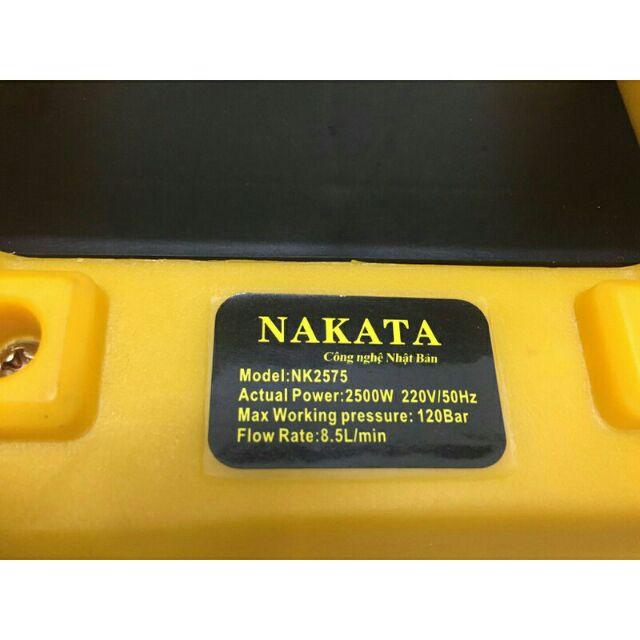 NAKATA
Công nghệ Nhật Bản
Model:NK2575
Actual Power:2500W 220V/50Hz
Max Working pressure: 120Bar
Flow Rate:8.5L/min